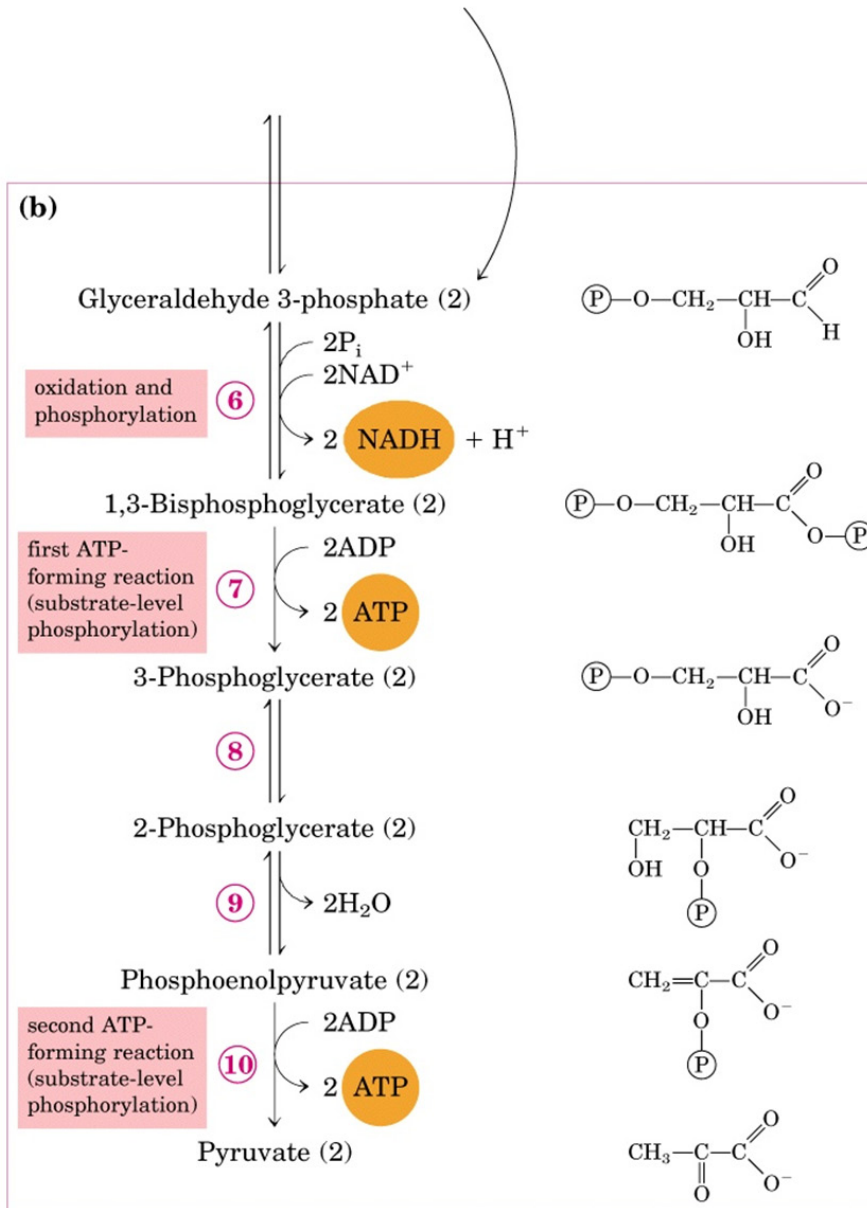 (b)
Glyceraldehyde 3-phosphate (2)
P—O—CH₂—CH—C
O
H
OH
2Pᵢ
2NAD⁺
oxidation and
phosphorylation
6
2 NADH + H⁺
1,3-Bisphosphoglycerate (2)
P—O—CH₂—CH—C
O
OH
O—P
first ATP-
forming reaction
(substrate-level
phosphorylation)
7
2ADP
2 ATP
3-Phosphoglycerate (2)
P—O—CH₂—CH—C
O
O⁻
OH
8
2-Phosphoglycerate (2)
CH₂—CH—C
O
O⁻
OH
O
P
9
2H₂O
Phosphoenolpyruvate (2)
CH₂=C—C
O
O⁻
O
P
second ATP-
forming reaction
(substrate-level
phosphorylation)
10
2ADP
2 ATP
Pyruvate (2)
CH₃—C—C
O
O⁻
O